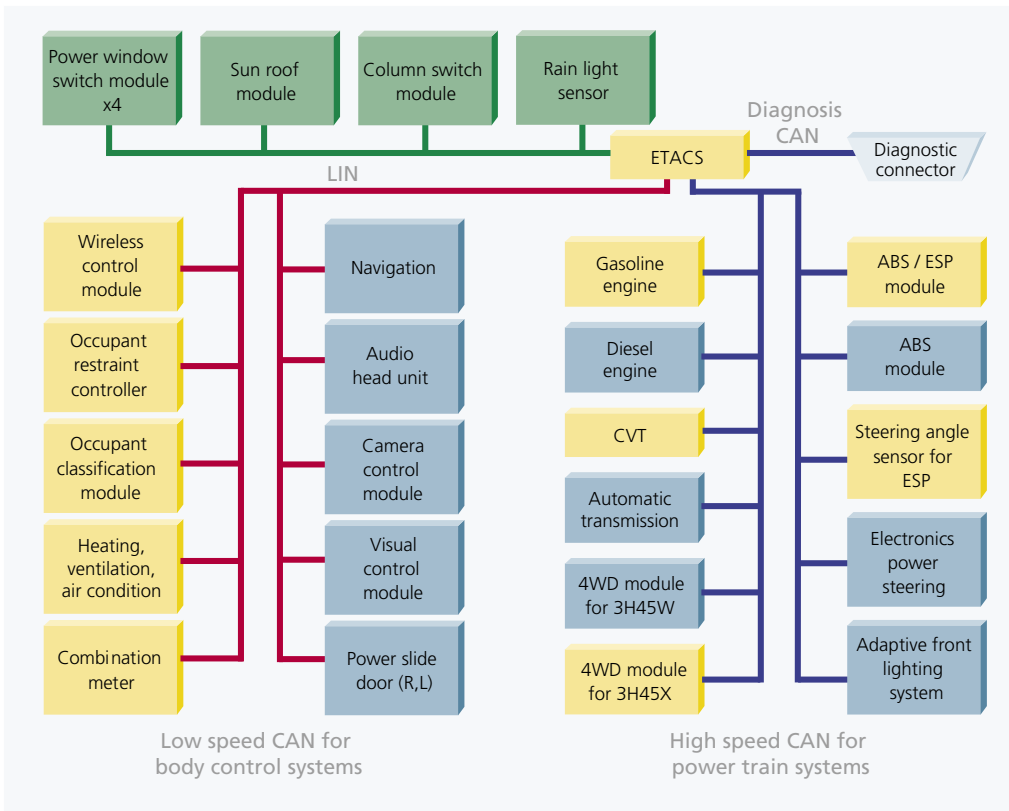 Power window
switch module
x4
Sun roof
module
Column switch
module
Rain light
sensor
Diagnosis
CAN
ETACS
Diagnostic
connector
LIN
Wireless
control
module
Occupant
restraint
controller
Occupant
classification
module
Heating,
ventilation,
air condition
Combination
meter
Navigation
Audio
head unit
Camera
control
module
Visual
control
module
Power slide
door (R,L)
Gasoline
engine
Diesel
engine
CVT
Automatic
transmission
4WD module
for 3H45W
4WD module
for 3H45X
ABS / ESP
module
ABS
module
Steering angle
sensor for
ESP
Electronics
power
steering
Adaptive front
lighting
system
Low speed CAN for
body control systems
High speed CAN for
power train systems